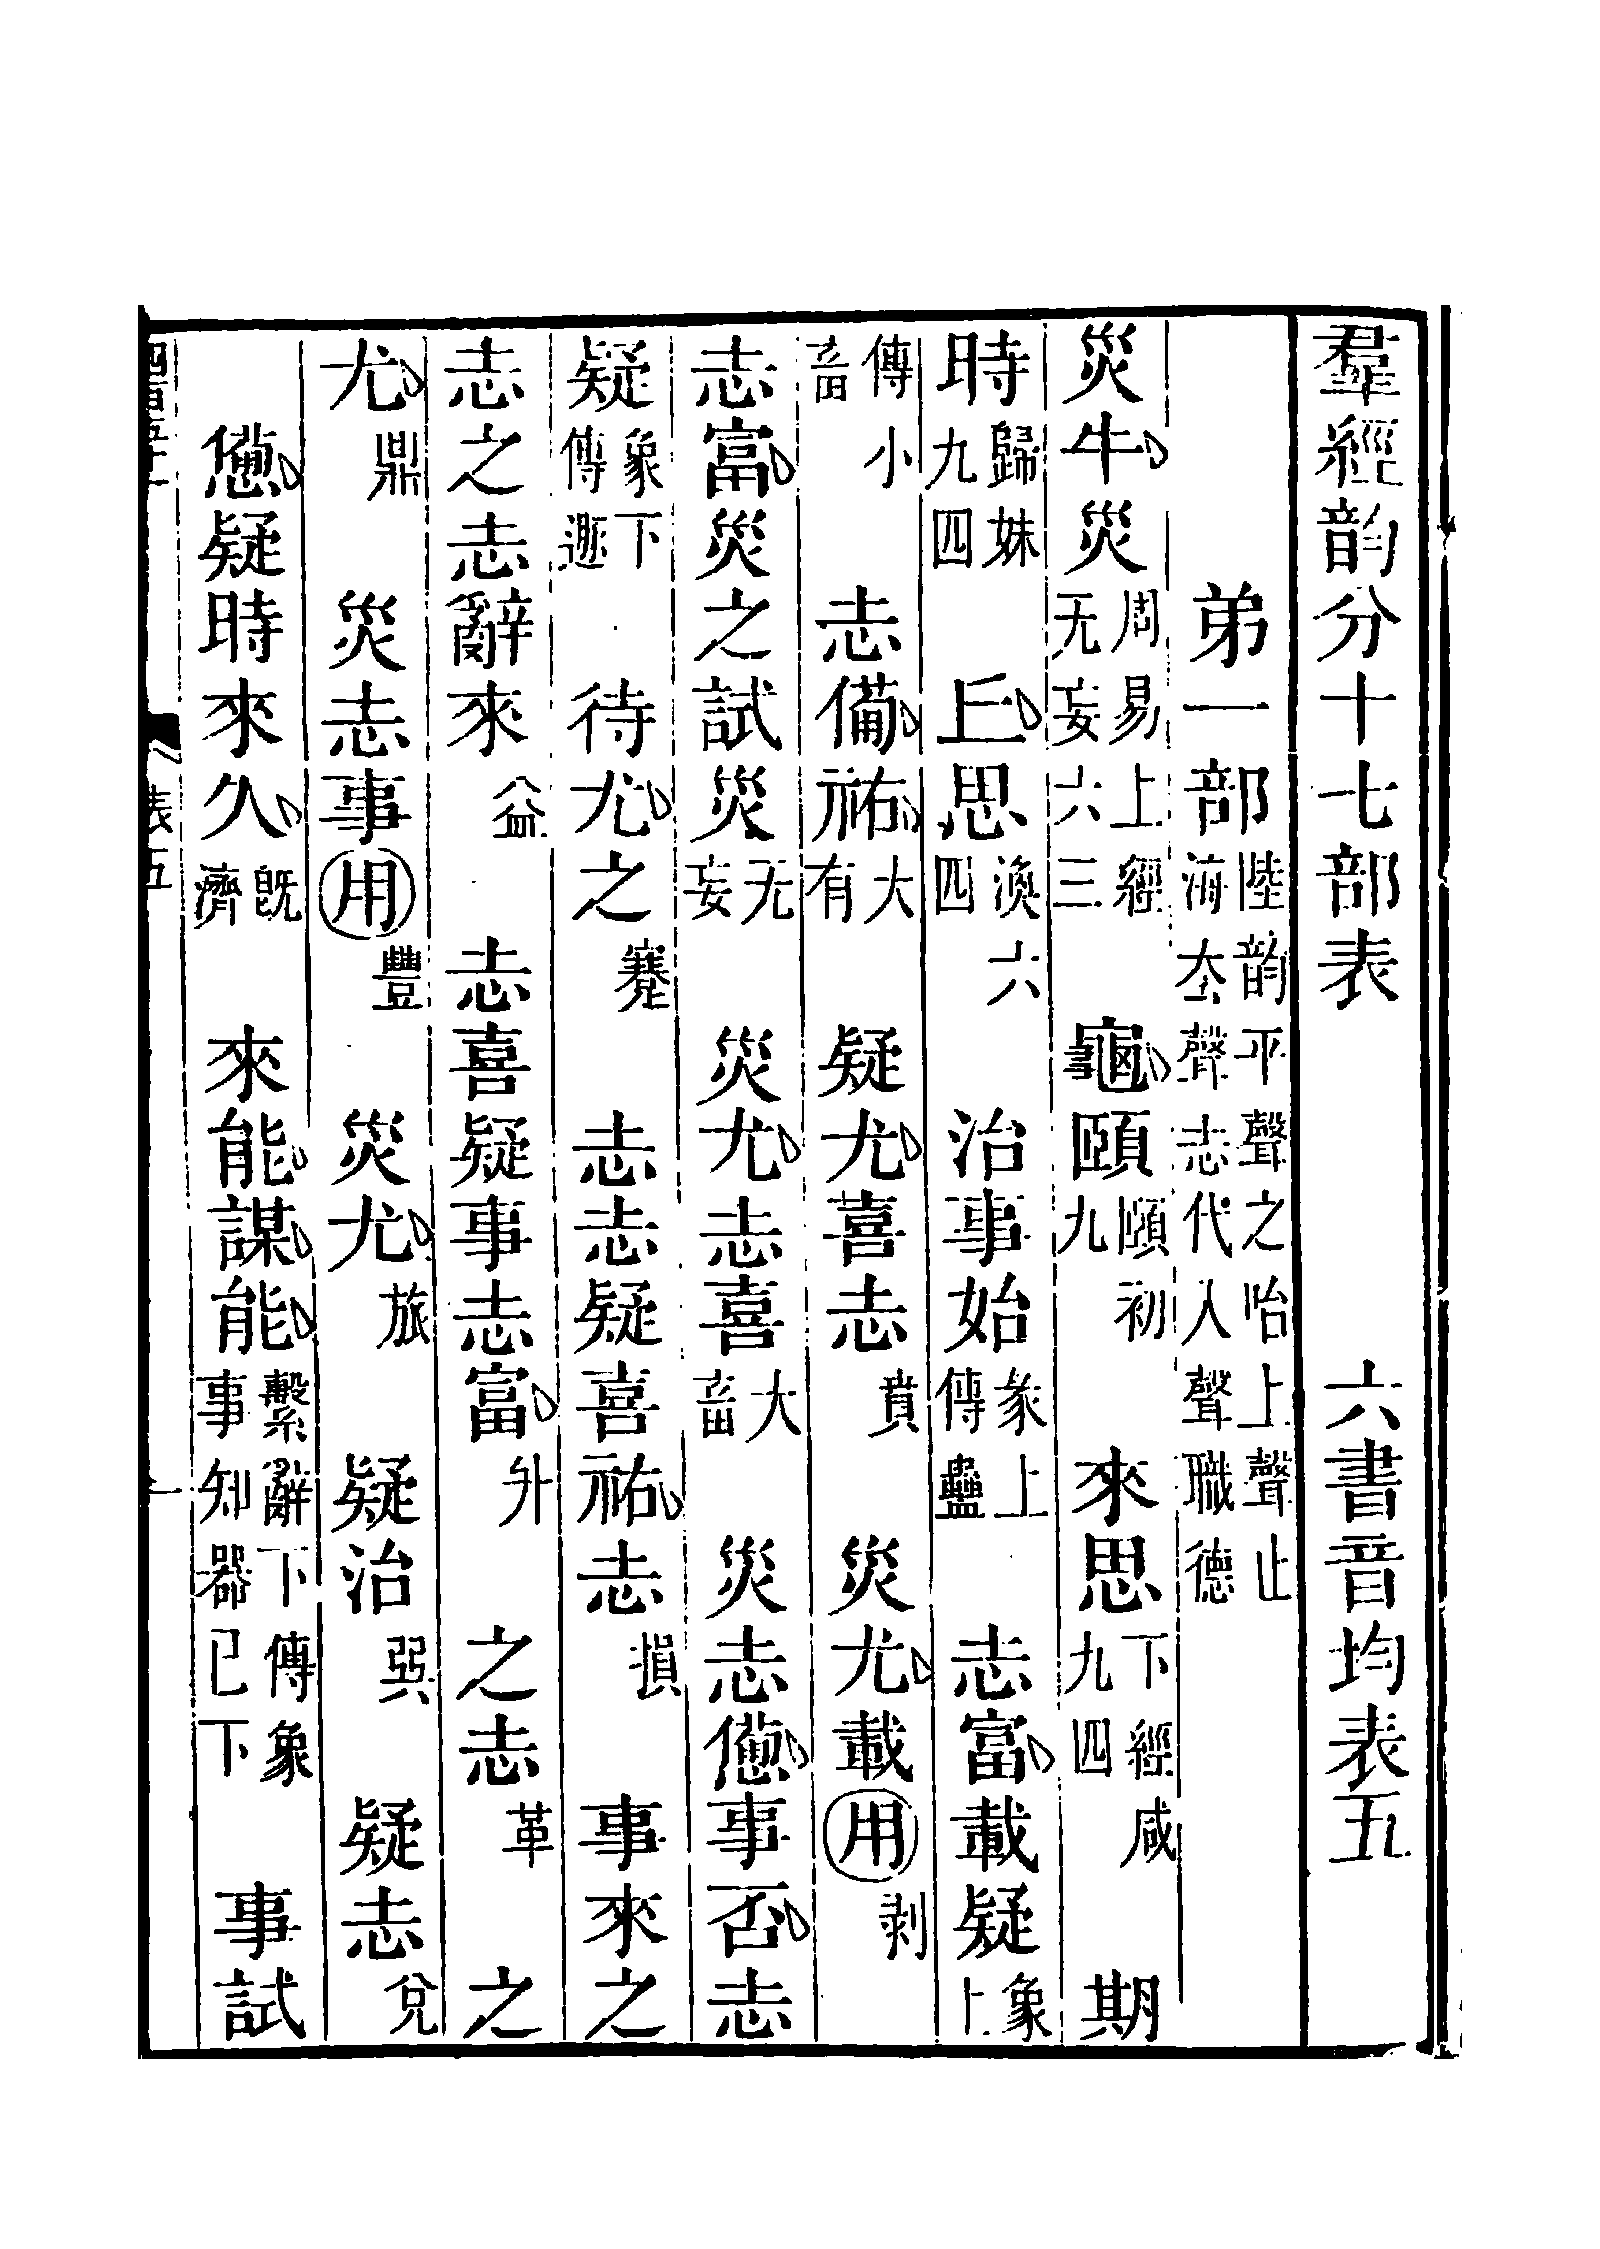 羣經韵分十七部表　六書音均表五
弟一部陸韵平聲之怡上聲止海去聲志代入聲職德
災牛災周易上經无妄六三　龜頤頤初九　來思下經咸九四　期
時歸妹九四　丘思渙六四　治事始彖上傳蠱　志富載疑象上
傳小畜　志備祐大有　疑尤喜志賁　災尤載用剥
志富災之試災无妄　災尤志喜大畜　災志憊事否志
疑象下傳遯　待尤之蹇　志志疑喜祐志損　事來之
志之志辭來益　志喜疑事志富升　之志革　之
尤鼎　災志事用豐　災尤旅　疑治巽　疑志兌
憊疑時來久既濟　來能謀能繫辭下傳象事知器已下　事試
表五